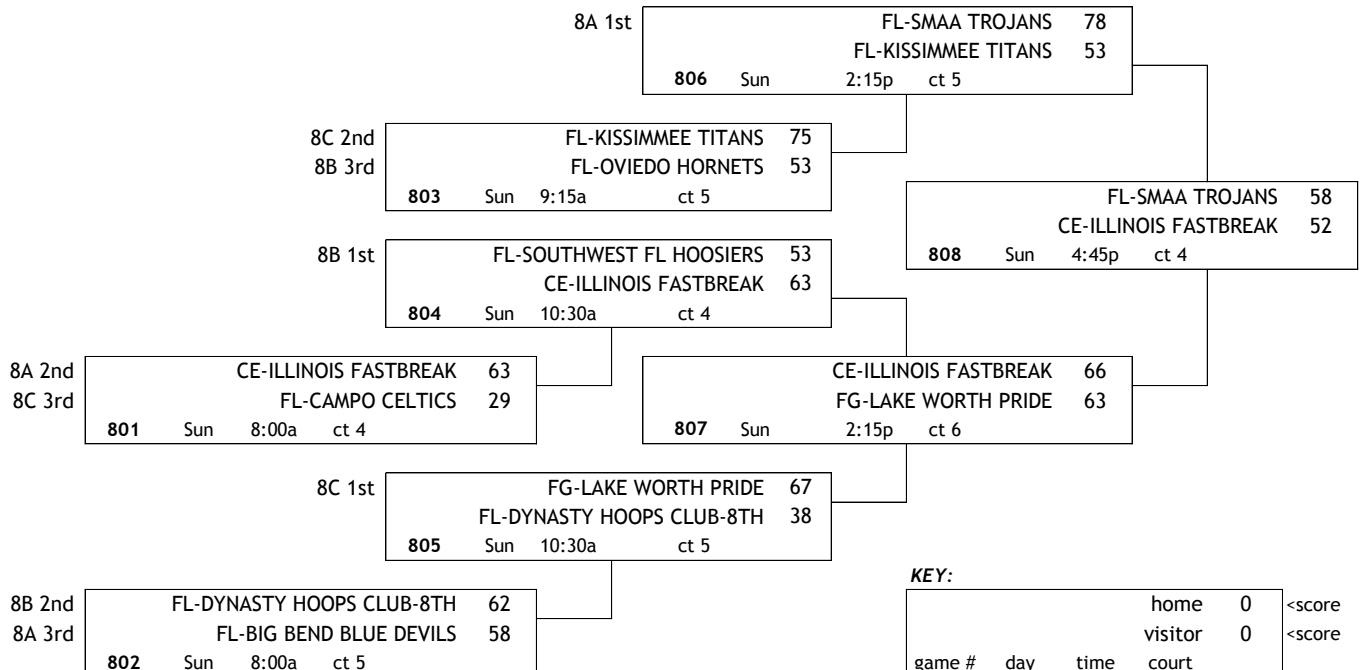 8A 1st
FL-SMAA TROJANS 78
FL-KISSIMMEE TITANS 53
806 Sun 2:15p ct 5
8C 2nd
FL-KISSIMMEE TITANS 75
8B 3rd
FL-OVIEDO HORNETS 53
803 Sun 9:15a ct 5
FL-SMAA TROJANS 58
CE-ILLINOIS FASTBREAK 52
808 Sun 4:45p ct 4
8B 1st
FL-SOUTHWEST FL HOOSIERS 53
CE-ILLINOIS FASTBREAK 63
804 Sun 10:30a ct 4
8A 2nd
CE-ILLINOIS FASTBREAK 63
8C 3rd
FL-CAMPO CELTICS 29
801 Sun 8:00a ct 4
CE-ILLINOIS FASTBREAK 66
FG-LAKE WORTH PRIDE 63
807 Sun 2:15p ct 6
8C 1st
FG-LAKE WORTH PRIDE 67
FL-DYNASTY HOOPS CLUB-8TH 38
805 Sun 10:30a ct 5
8B 2nd
FL-DYNASTY HOOPS CLUB-8TH 62
8A 3rd
FL-BIG BEND BLUE DEVILS 58
802 Sun 8:00a ct 5
KEY:
home 0 <score
visitor 0 <score
game # day time court